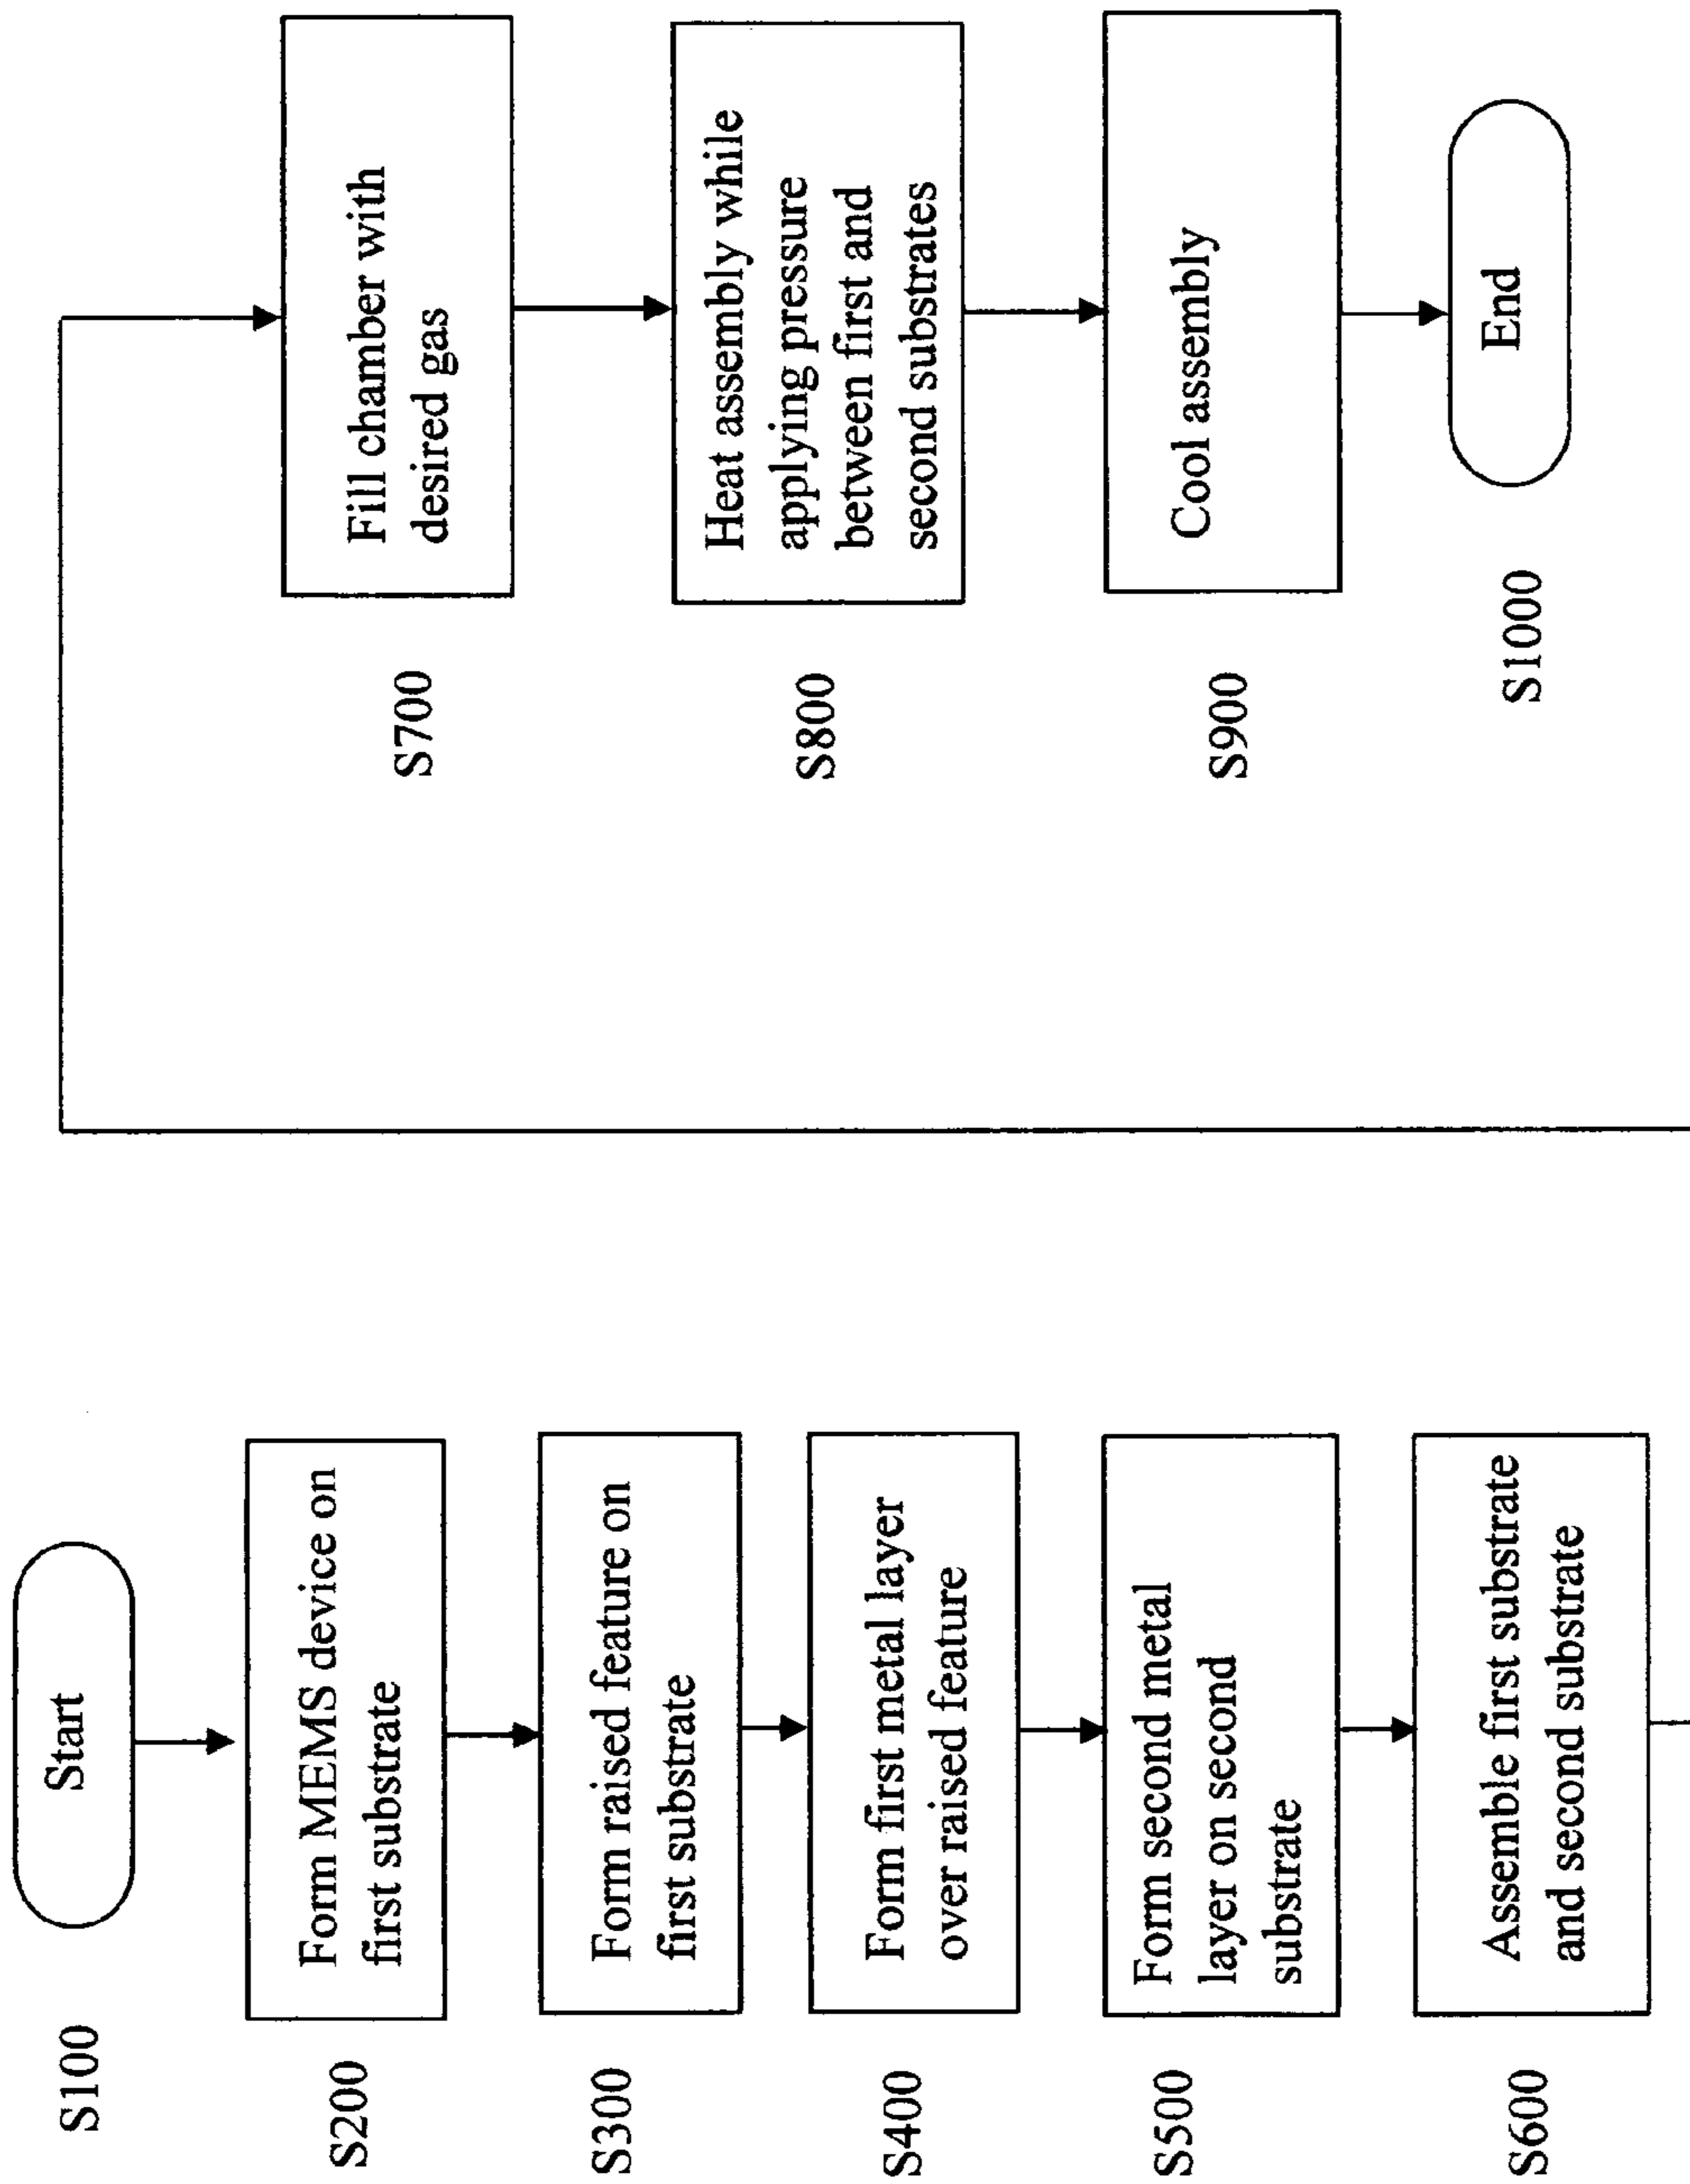 S100
Start
S200
Form MEMS device on
first substrate
S300
Form raised feature on
first substrate
S400
Form first metal layer
over raised feature
S500
Form second metal
layer on second
substrate
S600
Assemble first substrate
and second substrate
S700
Fill chamber with
desired gas
S800
Heat assembly while
applying pressure
between first and
second substrates
S900
Cool assembly
S1000
End